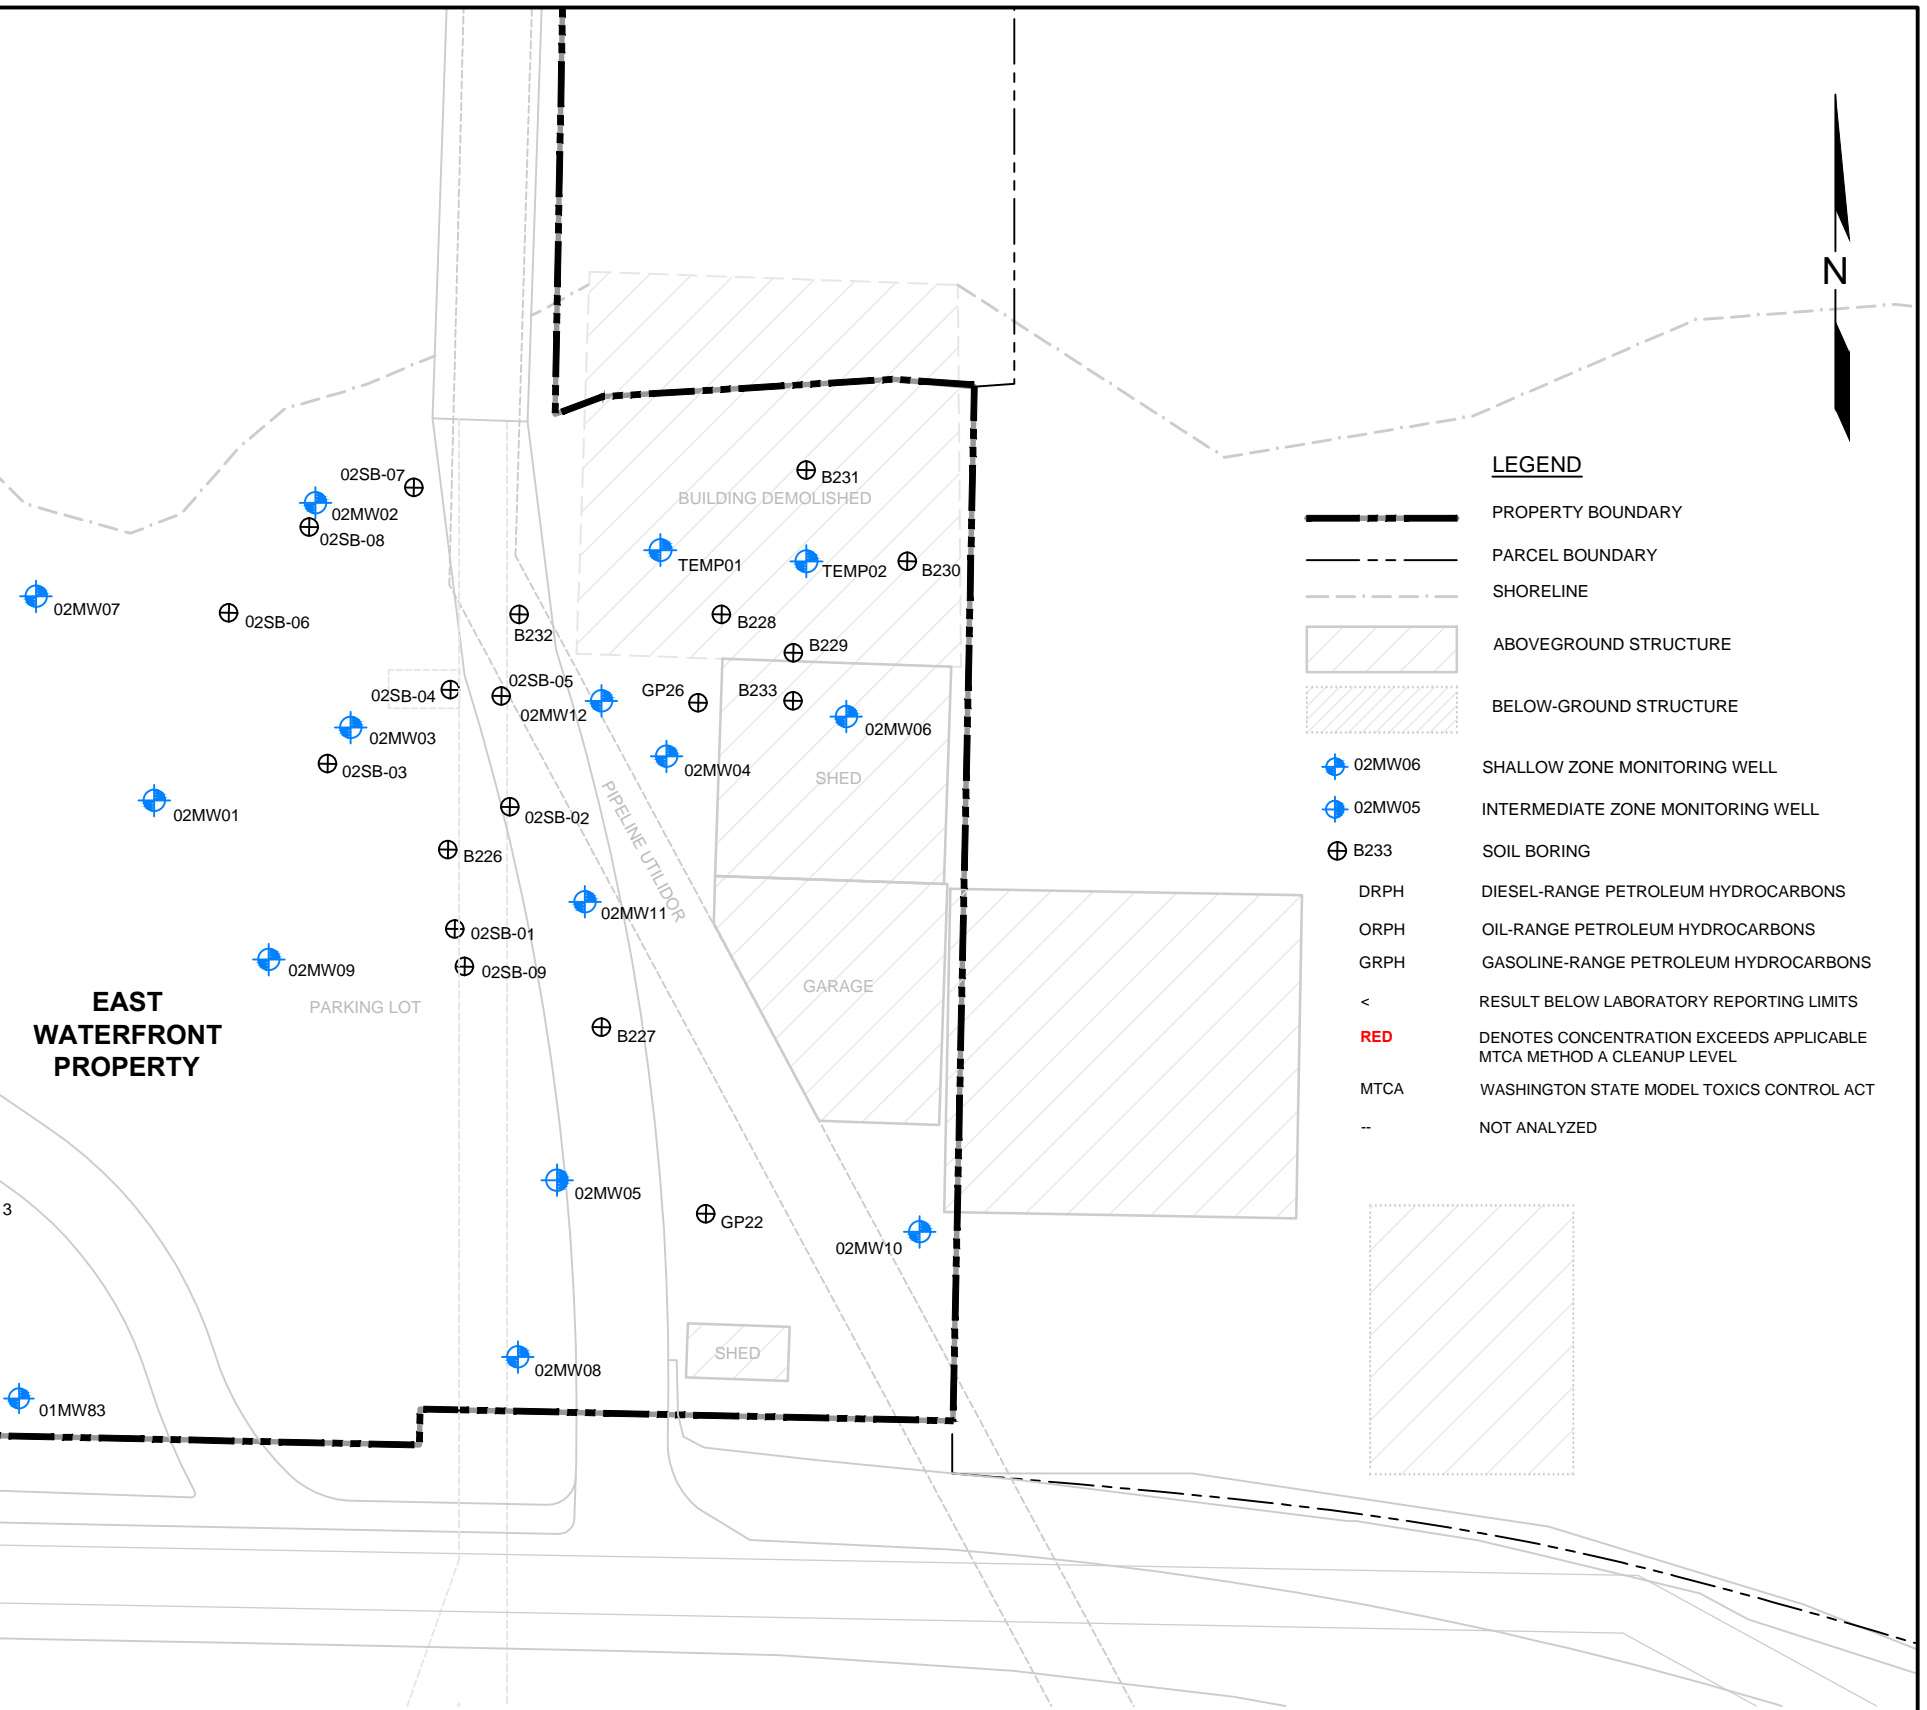 N
02SB-07
02MW02
02SB-08
B231
BUILDING DEMOLISHED
TEMP01
TEMP02
B230
02MW07
02SB-06
B232
B228
B229
02SB-04
02SB-05
02MW12
GP26
B233
02MW06
02MW03
02SB-03
02MW04
SHED
02MW01
02SB-02
PIPELINE UTILIDOR
B226
02MW11
02SB-01
02MW09
02SB-09
GARAGE
PARKING LOT
EAST
WATERFRONT
PROPERTY
B227
02MW05
3
GP22
02MW10
SHED
02MW08
01MW83
LEGEND
PROPERTY BOUNDARY
PARCEL BOUNDARY
SHORELINE
ABOVEGROUND STRUCTURE
BELOW-GROUND STRUCTURE
02MW06 SHALLOW ZONE MONITORING WELL
02MW05 INTERMEDIATE ZONE MONITORING WELL
B233 SOIL BORING
DRPH DIESEL-RANGE PETROLEUM HYDROCARBONS
ORPH OIL-RANGE PETROLEUM HYDROCARBONS
GRPH GASOLINE-RANGE PETROLEUM HYDROCARBONS
< RESULT BELOW LABORATORY REPORTING LIMITS
RED DENOTES CONCENTRATION EXCEEDS APPLICABLE
MTCA METHOD A CLEANUP LEVEL
MTCA WASHINGTON STATE MODEL TOXICS CONTROL ACT
-- NOT ANALYZED